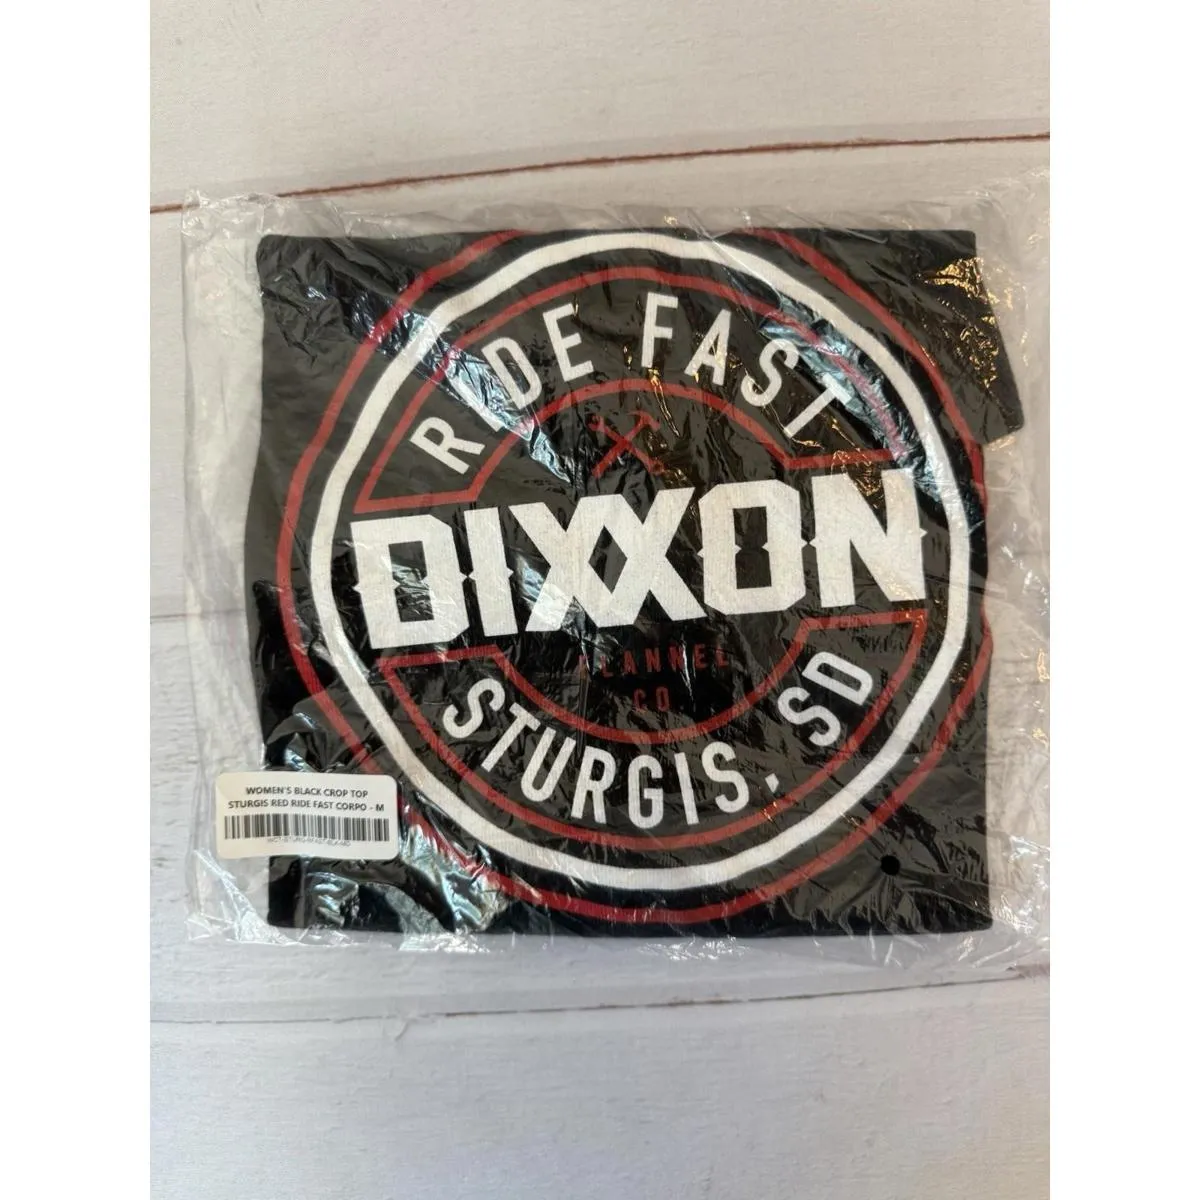 RIDE FAST
DIXXON
FLANNEL
CO.
STURGIS, SD
WOMEN'S BLACK CROP TOP
STURGIS RED RIDE FAST CORPO - M